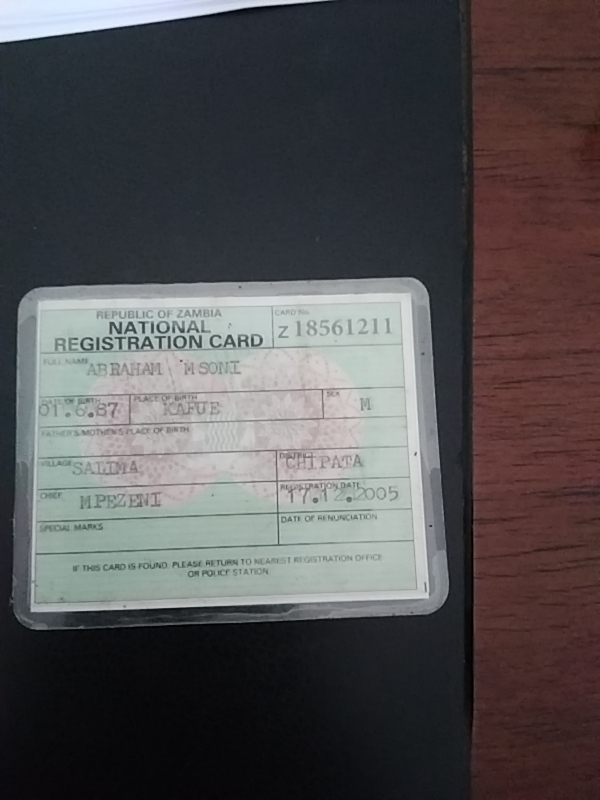 REPUBLIC OF ZAMBIA
NATIONAL
REGISTRATION CARD
CARD No.
Z 18561211
FULL NAME
ABRAHAM MSONI
DATE OF BIRTH
01.6.87
PLACE OF BIRTH
KAFUE
SEX
M
FATHER'S/MOTHER'S PLACE OF BIRTH
VILLAGE
SALIMA
DISTRICT
CHIPATA
CHIEF
MPEZENI
REGISTRATION DATE
17.12.2005
SPECIAL MARKS
DATE OF RENUNCIATION
IF THIS CARD IS FOUND, PLEASE RETURN TO NEAREST REGISTRATION OFFICE
OR POLICE STATION.